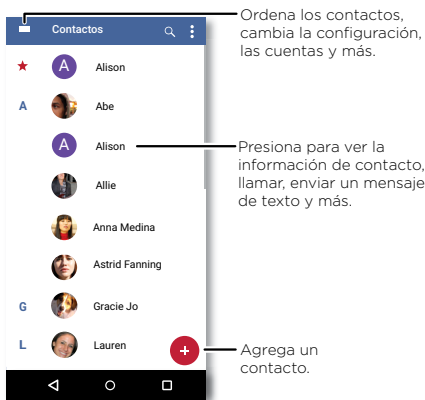 Ordena los contactos,
cambia la configuración,
las cuentas y más.
Contactos
A Alison
A Abe
A Alison
Allie
Presiona para ver la
información de contacto,
llamar, enviar un mensaje
de texto y más.
Anna Medina
Astrid Fanning
G Gracie Jo
L Lauren
Agrega un
contacto.